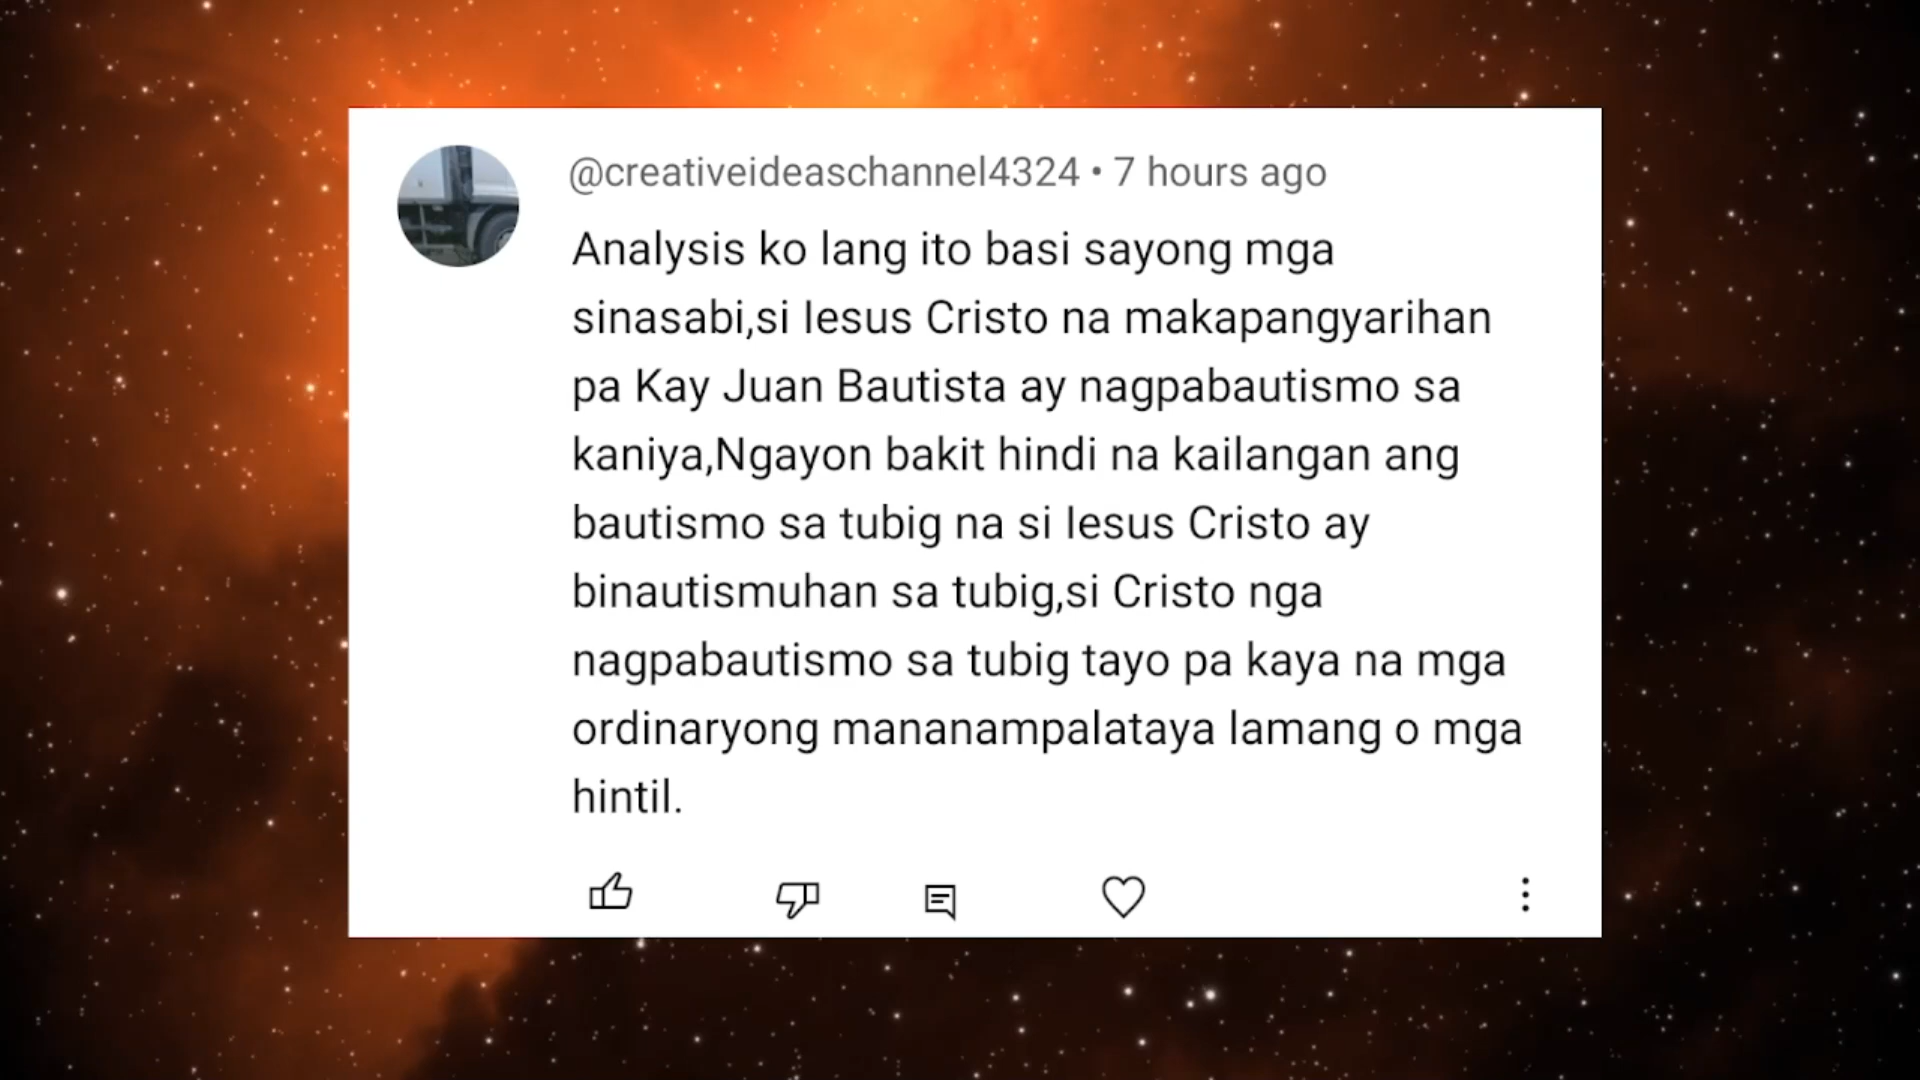 @creativeideaschannel4324 • 7 hours ago
Analysis ko lang ito basi sayong mga
sinasabi,si Iesus Cristo na makapangyarihan
pa Kay Juan Bautista ay nagpabautismo sa
kaniya,Ngayon bakit hindi na kailangan ang
bautismo sa tubig na si Iesus Cristo ay
binautismuhan sa tubig,si Cristo nga
nagpabautismo sa tubig tayo pa kaya na mga
ordinaryong mananampalataya lamang o mga
hintil.